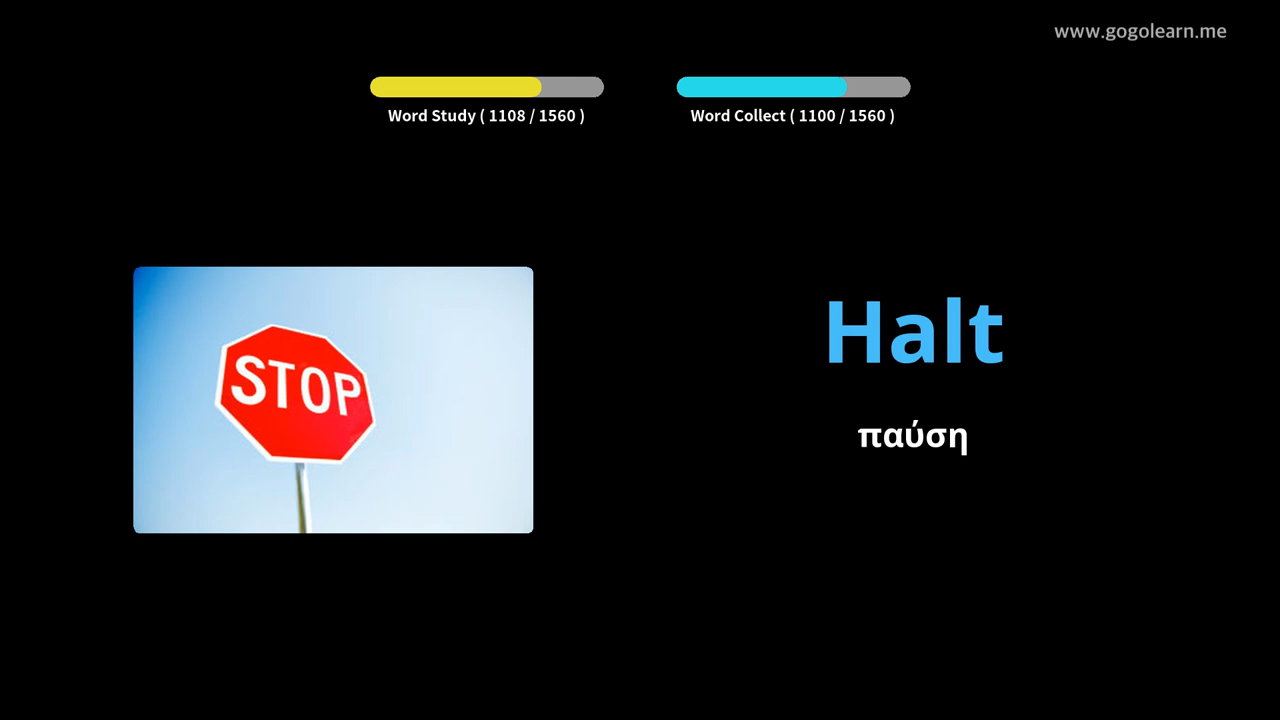 www.gogolearn.me
Word Study ( 1108 / 1560 )
Word Collect ( 1100 / 1560 )
STOP
Halt
παύση